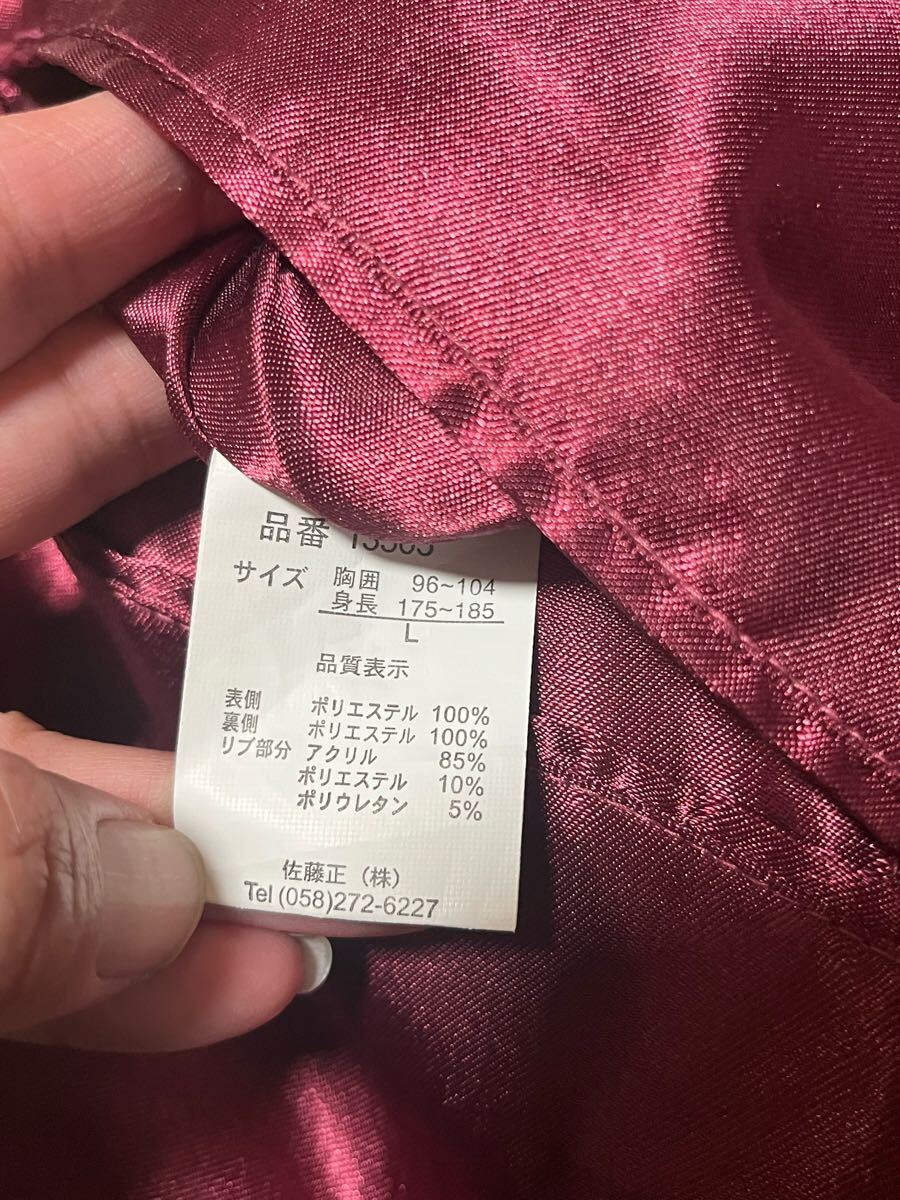 品番
サイズ 胸囲 96~104
身長 175~185
L
品質表示
表側 ポリエステル 100%
裏側 ポリエステル 100%
リブ部分 アクリル 85%
ポリエステル 10%
ポリウレタン 5%
佐藤正（株）
Tel (058)272-6227